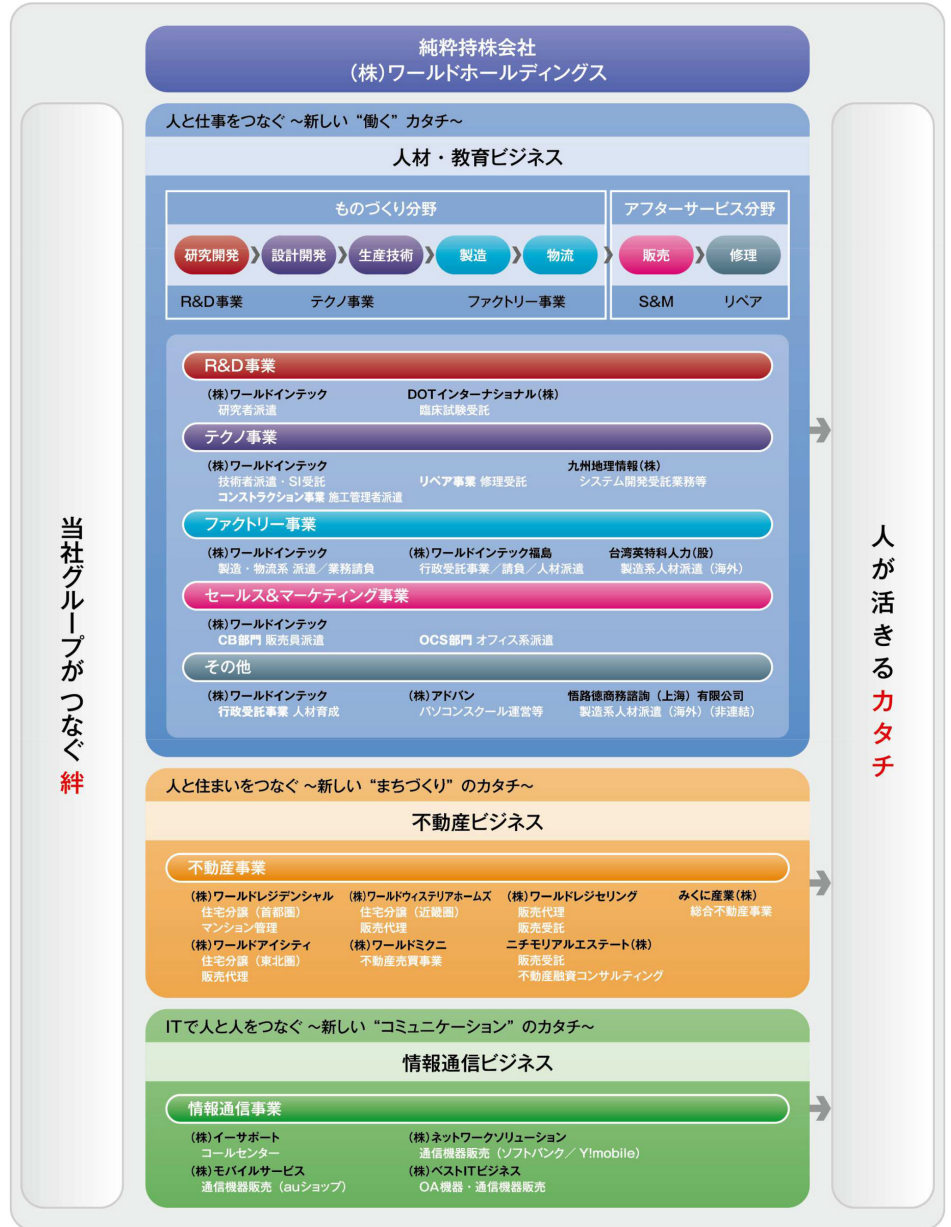 純粋持株会社
(株)ワールドホールディングス
当社グループが つなぐ 絆
人と仕事をつなぐ ～新しい “働く” カタチ～
人材・教育ビジネス
ものづくり分野
アフターサービス分野
研究開発 設計開発 生産技術 製造 物流 販売 修理
R&D事業 テクノ事業 ファクトリー事業 S&M リペア
R&D事業
(株)ワールドインテック DOTインターナショナル(株)
研究者派遣 臨床試験受託
テクノ事業
(株)ワールドインテック 九州地理情報(株)
技術者派遣・SI受託 リペア事業 修理受託 システム開発受託業務等
コンストラクション事業 施工管理者派遣
ファクトリー事業
(株)ワールドインテック (株)ワールドインテック福島 台湾英特科人力(股)
製造・物流系 派遣／業務請負 行政受託事業／請負／人材派遣 製造系人材派遣（海外）
セールス&マーケティング事業
(株)ワールドインテック
CB部門 販売員派遣 OCS部門 オフィス系派遣
その他
(株)ワールドインテック (株)アドバン 悟路徳商務諮詢（上海）有限公司
行政受託事業 人材育成 パソコンスクール運営等 製造系人材派遣（海外）(非連結)
人と住まいをつなぐ ～新しい “まちづくり” のカタチ～
不動産ビジネス
不動産事業
(株)ワールドレジデンシャル (株)ワールドウィステリアホームズ (株)ワールドレジセリング みくに産業(株)
住宅分譲（首都圏） 住宅分譲（近畿圏） 販売代理 総合不動産事業
マンション管理 販売代理 販売受託
(株)ワールドアイシティ (株)ワールドミクニ ニチモリアルエステート(株)
住宅分譲（東北圏） 不動産売買事業 販売受託
販売代理 不動産融資コンサルティング
ITで人と人をつなぐ ～新しい “コミュニケーション” のカタチ～
情報通信ビジネス
情報通信事業
(株)イーサポート (株)ネットワークソリューション
コールセンター 通信機器販売（ソフトバンク／ Y!mobile）
(株)モバイルサービス (株)ベストITビジネス
通信機器販売（auショップ） OA機器・通信機器販売
人が活きるカタチ